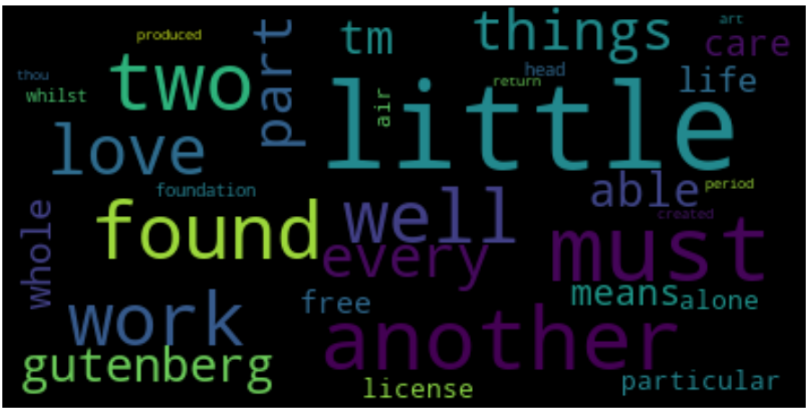 produced
part
tm
things
art
care
thou
whilst
two
air
return
head
life
little
love
foundation
able
period
whole
found
well
every
created
must
work
free
means
alone
another
gutenberg
license
particular